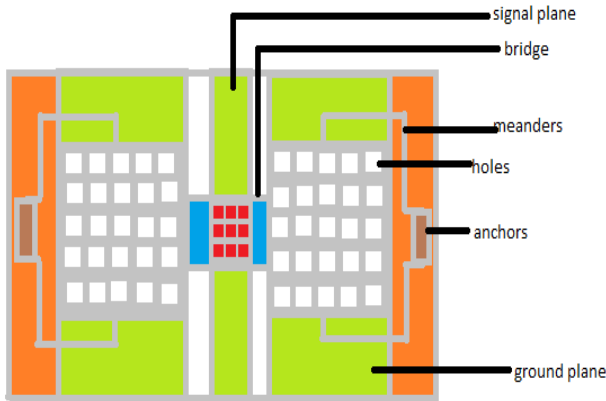 signal plane
bridge
meanders
holes
anchors
ground plane